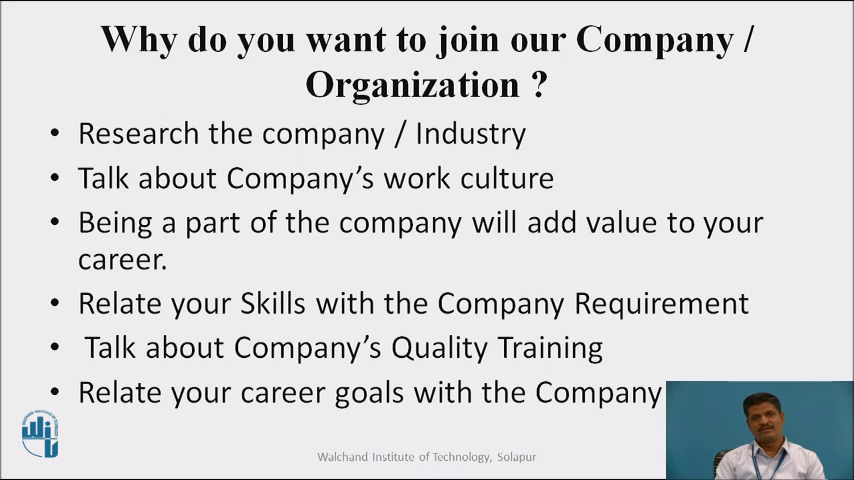 Why do you want to join our Company /
Organization ?
• Research the company / Industry
• Talk about Company’s work culture
• Being a part of the company will add value to your
career.
• Relate your Skills with the Company Requirement
• Talk about Company’s Quality Training
• Relate your career goals with the Company
Walchand Institute of Technology, Solapur